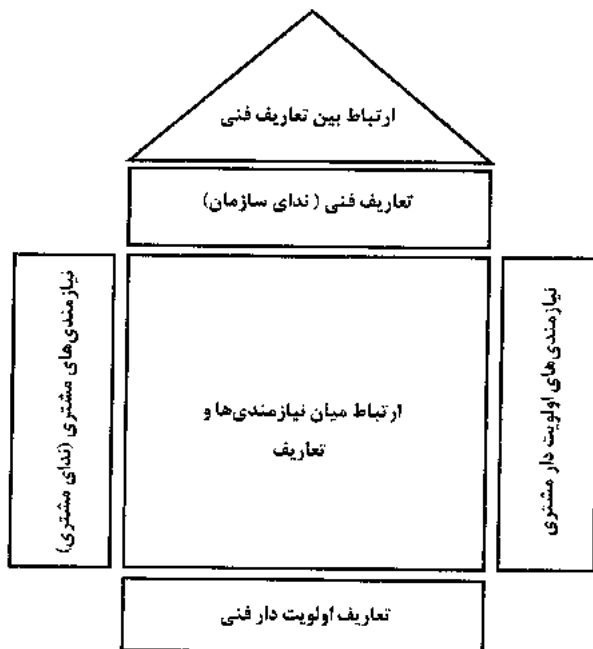 ارتباط بین تعاریف فنی
تعاریف فنی ( ندای سازمان)
نیازمندی‌های مشتری (ندای مشتری)
ارتباط میان نیازمندی‌ها و
تعاریف
نیازمندی‌های اولویت دار مشتری
تعاریف اولویت دار فنی